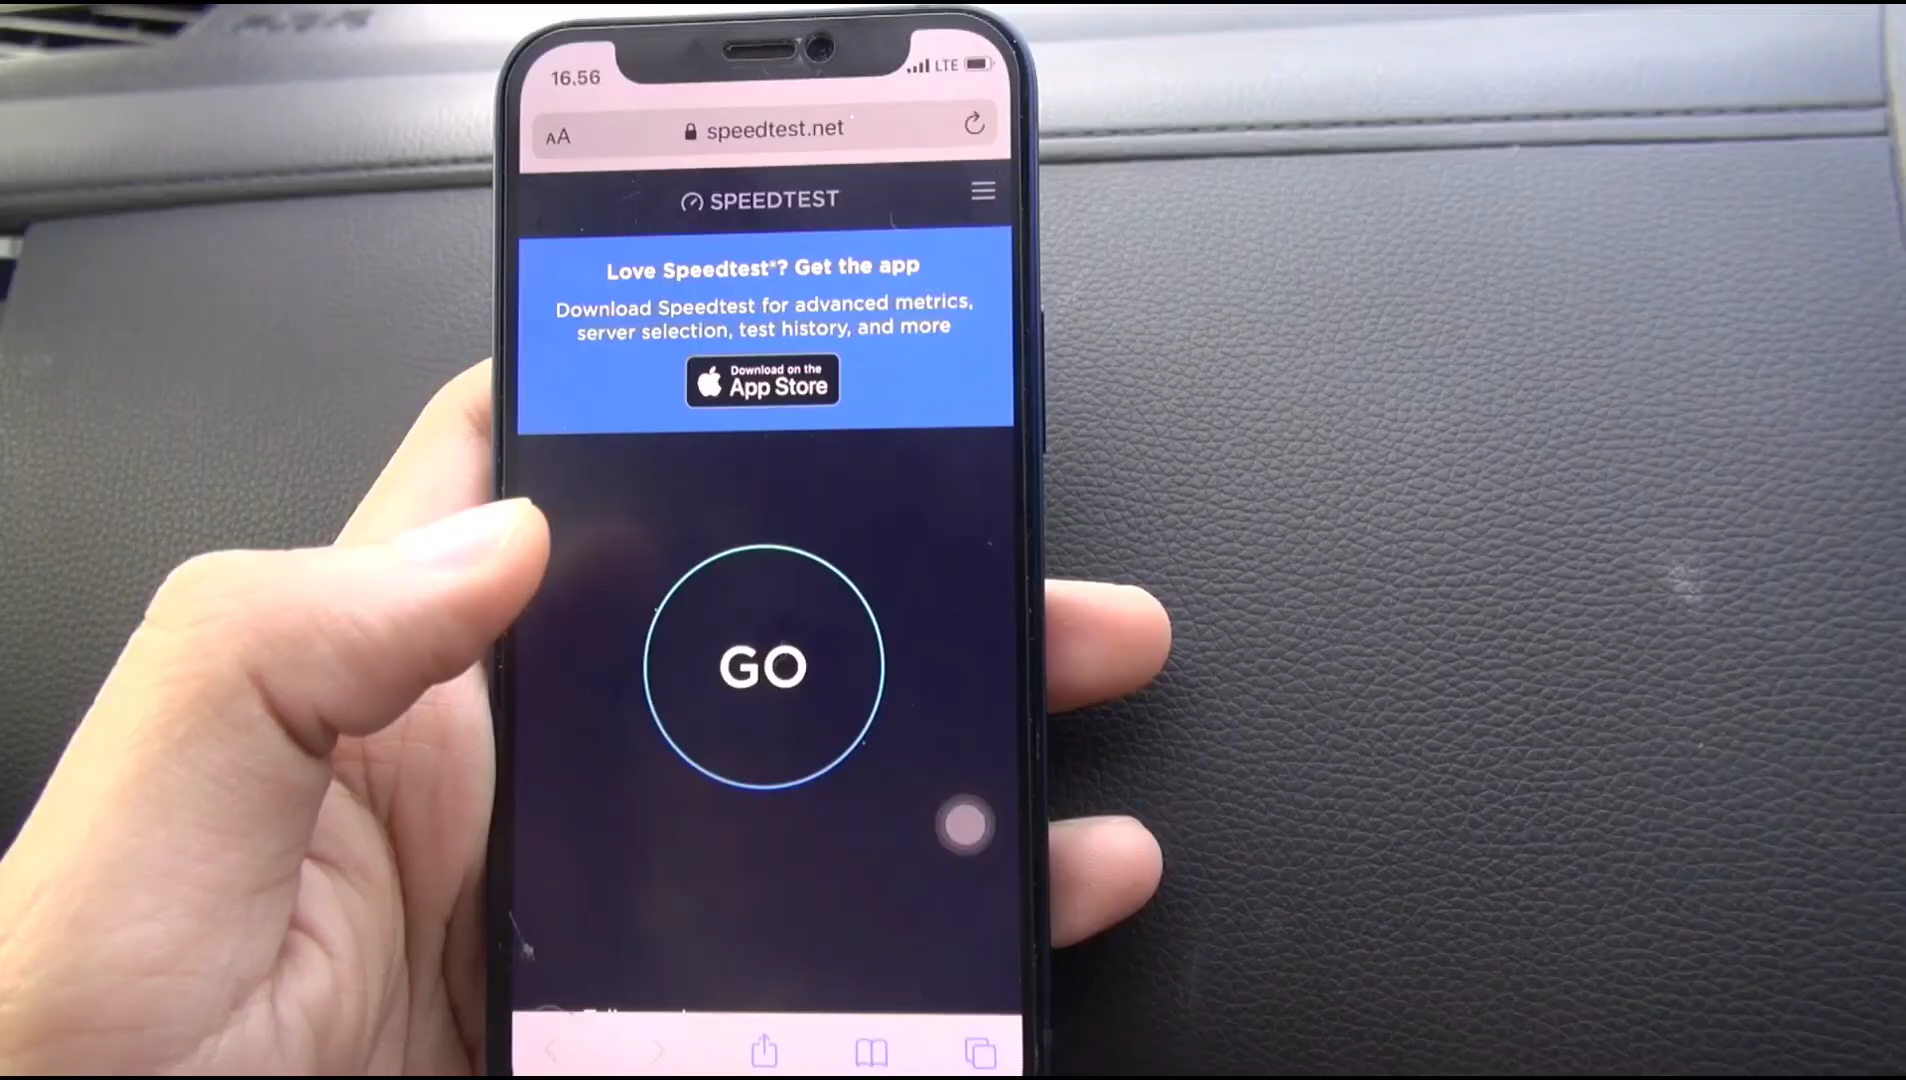 16.56
LTE
AA
speedtest.net
SPEEDTEST
Love Speedtest®? Get the app
Download Speedtest for advanced metrics,
server selection, test history, and more
Download on the
App Store
GO